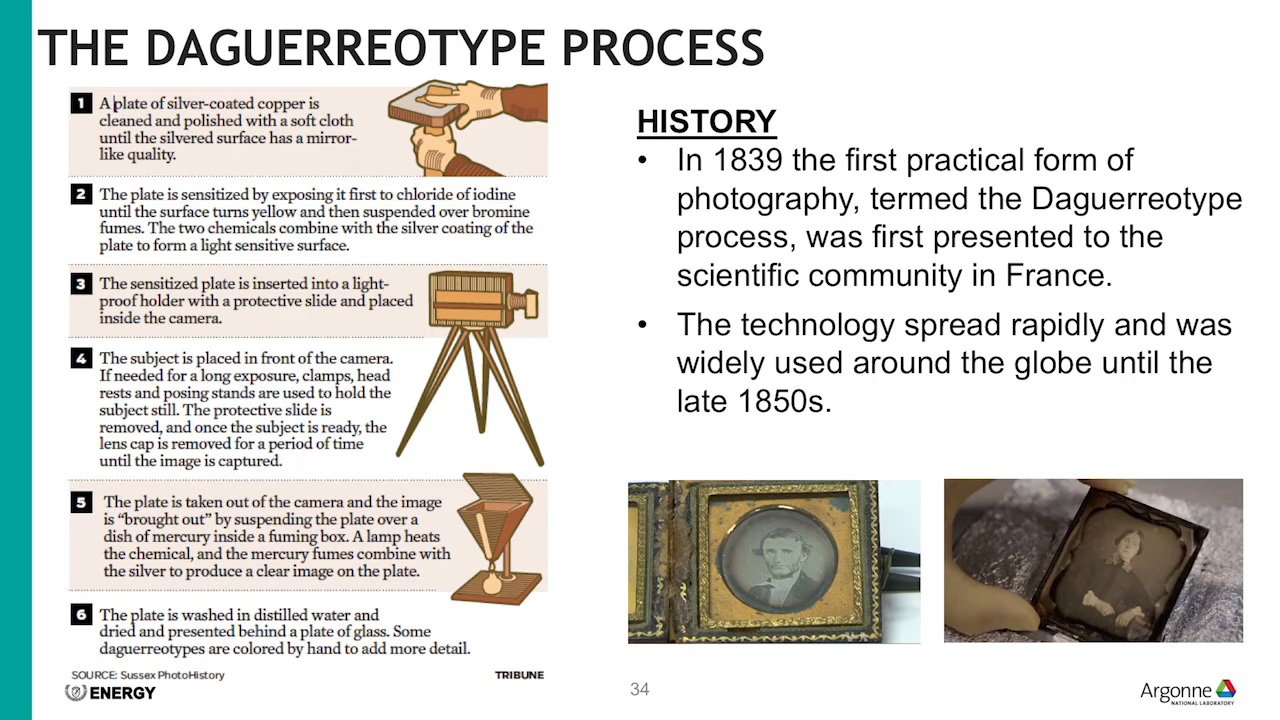 THE DAGUERREOTYPE PROCESS
1 A plate of silver-coated copper is
cleaned and polished with a soft cloth
until the silvered surface has a mirror-
like quality.
2 The plate is sensitized by exposing it first to chloride of iodine
until the surface turns yellow and then suspended over bromine
fumes. The two chemicals combine with the silver coating of the
plate to form a light sensitive surface.
3 The sensitized plate is inserted into a light-
proof holder with a protective slide and placed
inside the camera.
4 The subject is placed in front of the camera.
If needed for a long exposure, clamps, head
rests and posing stands are used to hold the
subject still. The protective slide is
removed, and once the subject is ready, the
lens cap is removed for a period of time
until the image is captured.
5 The plate is taken out of the camera and the image
is “brought out” by suspending the plate over a
dish of mercury inside a fuming box. A lamp heats
the chemical, and the mercury fumes combine with
the silver to produce a clear image on the plate.
6 The plate is washed in distilled water and
dried and presented behind a plate of glass. Some
daguerreotypes are colored by hand to add more detail.
SOURCE: Sussex PhotoHistory
TRIBUNE
HISTORY
• In 1839 the first practical form of
photography, termed the Daguerreotype
process, was first presented to the
scientific community in France.
• The technology spread rapidly and was
widely used around the globe until the
late 1850s.
ENERGY
34
Argonne
NATIONAL LABORATORY